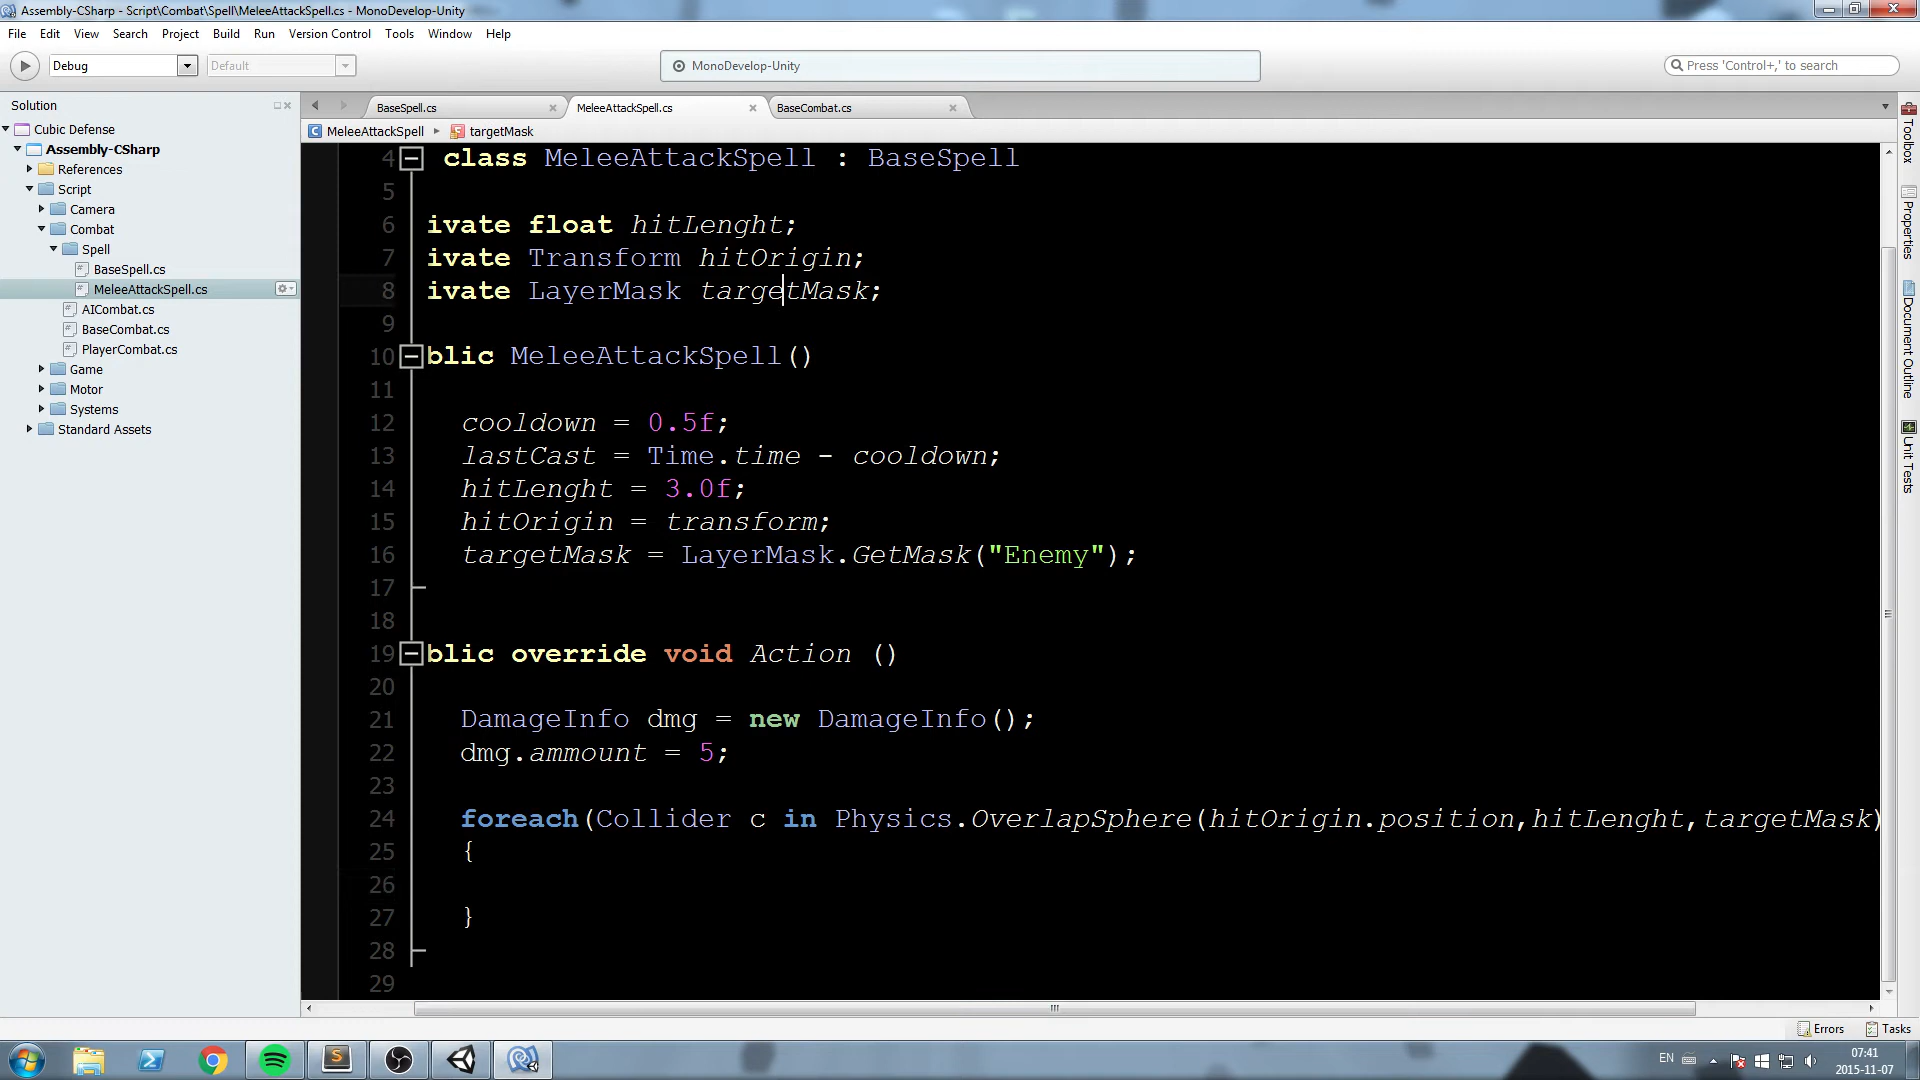 Assembly-CSharp - Script\Combat\Spell\MeleeAttackSpell.cs - MonoDevelop-Unity
File Edit View Search Project Build Run Version Control Tools Window Help
Debug Default MonoDevelop-Unity Press 'Control+,' to search
Solution
Cubic Defense
Assembly-CSharp
References
Script
Camera
Combat
Spell
BaseSpell.cs
MeleeAttackSpell.cs
AICombat.cs
BaseCombat.cs
PlayerCombat.cs
Game
Motor
Systems
Standard Assets
BaseSpell.cs MeleeAttackSpell.cs BaseCombat.cs
MeleeAttackSpell targetMask
4 class MeleeAttackSpell : BaseSpell
5
6 ivate float hitLenght;
7 ivate Transform hitOrigin;
8 ivate LayerMask targetMask;
9
10 blic MeleeAttackSpell()
11
12 cooldown = 0.5f;
13 lastCast = Time.time - cooldown;
14 hitLenght = 3.0f;
15 hitOrigin = transform;
16 targetMask = LayerMask.GetMask("Enemy");
17
18
19 blic override void Action ()
20
21 DamageInfo dmg = new DamageInfo();
22 dmg.ammount = 5;
23
24 foreach(Collider c in Physics.OverlapSphere(hitOrigin.position,hitLenght,targetMask)
25 {
26
27 }
28
29
Toolbox
Properties
Document Outline
Unit Tests
Errors Tasks
EN 07:41
2015-11-07